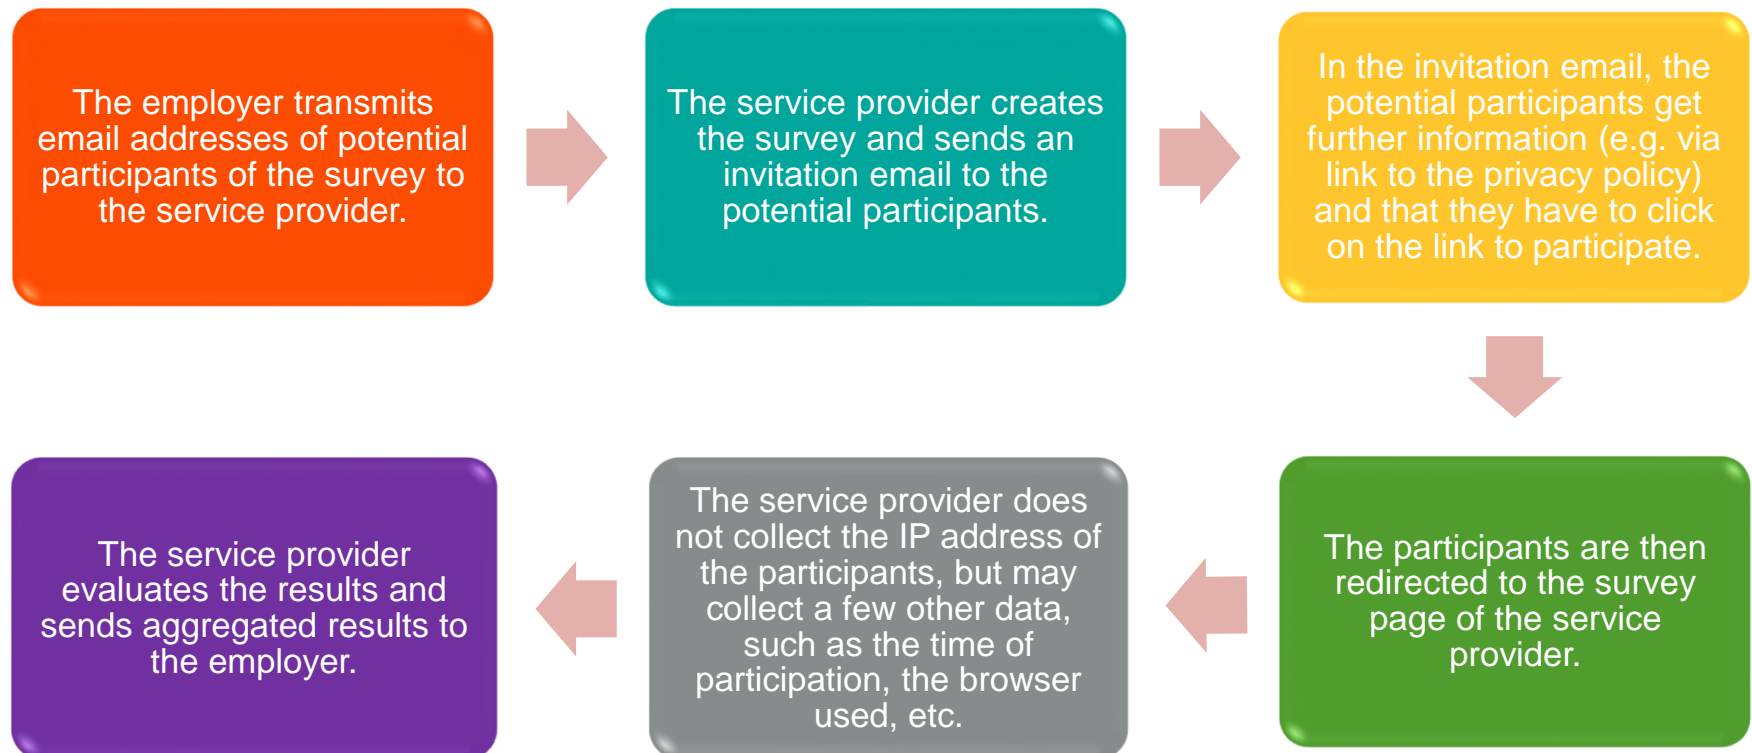 The employer transmits
email addresses of potential
participants of the survey to
the service provider.
The service provider creates
the survey and sends an
invitation email to the
potential participants.
In the invitation email, the
potential participants get
further information (e.g. via
link to the privacy policy)
and that they have to click
on the link to participate.
The participants are then
redirected to the survey
page of the service
provider.
The service provider does
not collect the IP address of
the participants, but may
collect a few other data,
such as the time of
participation, the browser
used, etc.
The service provider
evaluates the results and
sends aggregated results to
the employer.